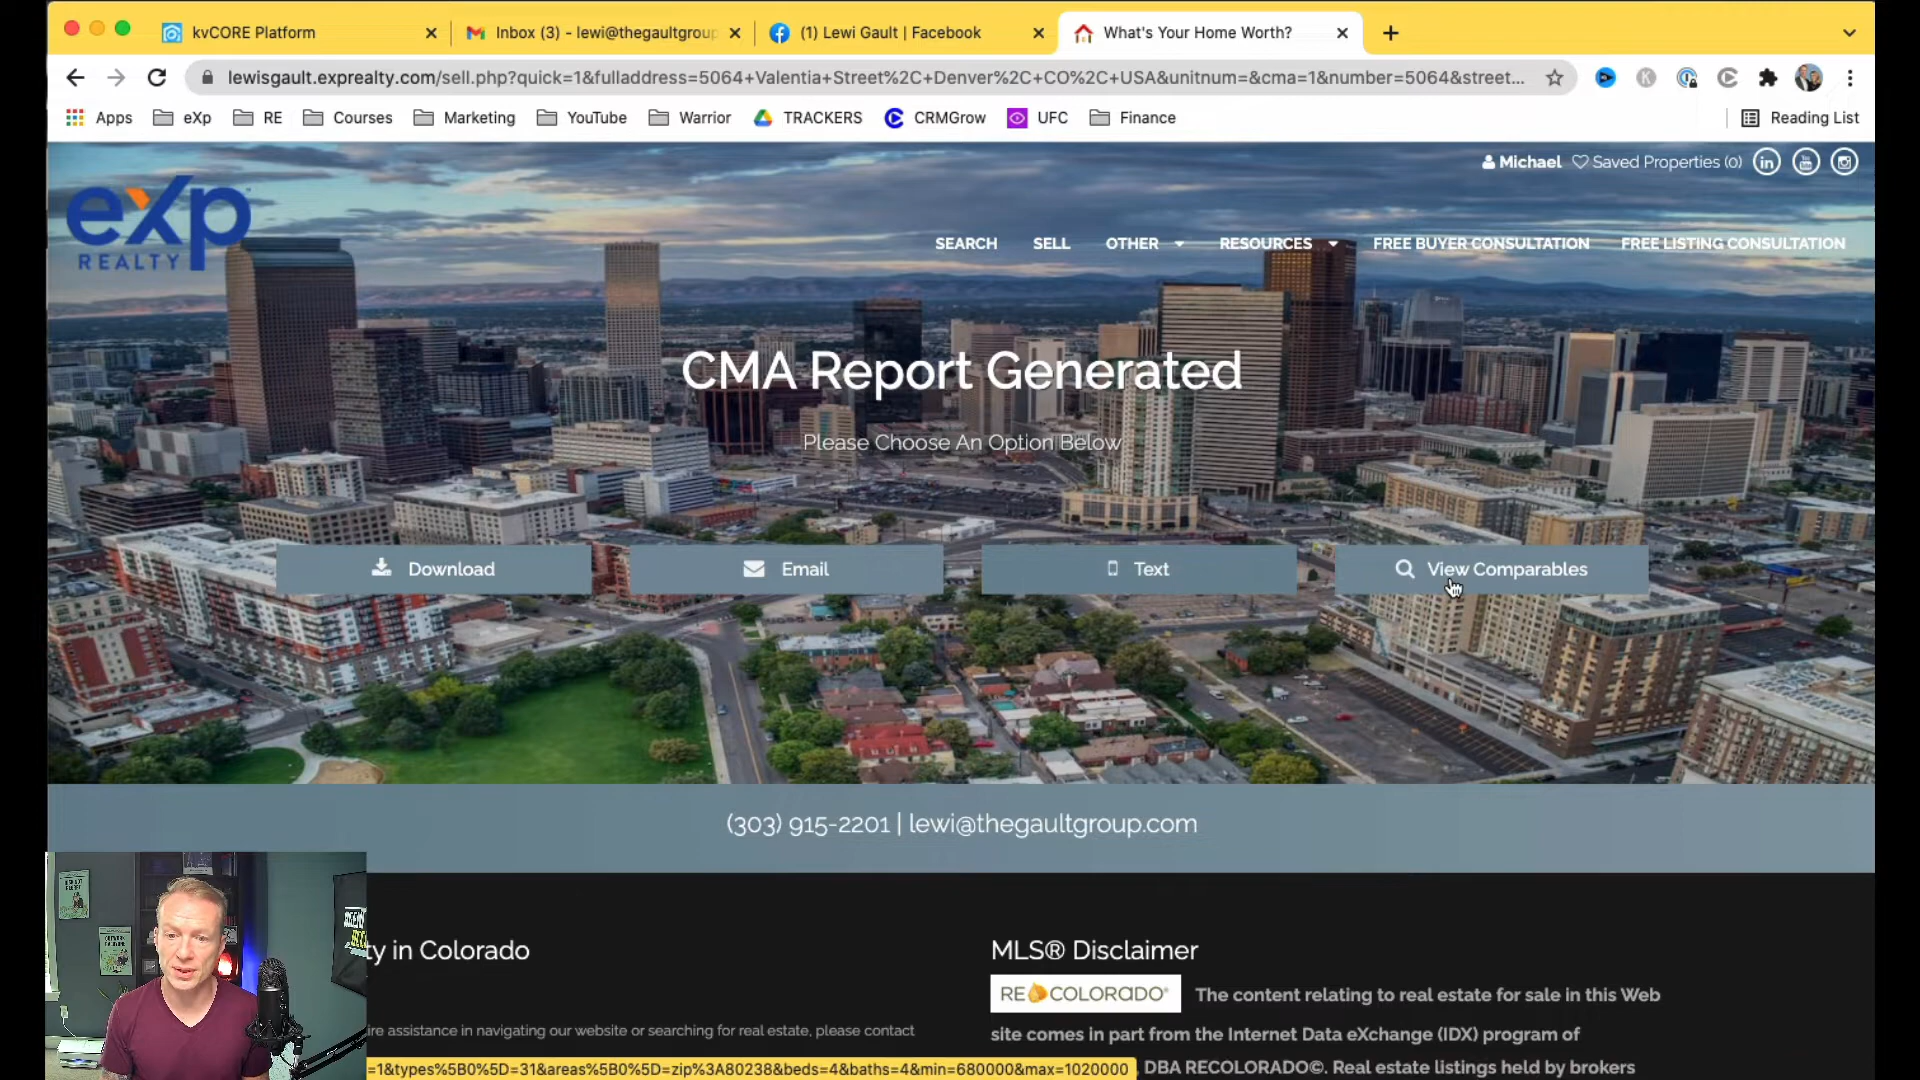 kvCORE Platform
Inbox (3) - lewi@thegaultgroup
(1) Lewi Gault | Facebook
What's Your Home Worth?
lewisgault.exprealty.com/sell.php?quick=1&fulladdress=5064+Valentia+Street%2C+Denver%2C+CO%2C+USA&unitnum=&cma=1&number=5064&street...
Apps eXp RE Courses Marketing YouTube Warrior TRACKERS CRMGrow UFC Finance Reading List
Michael Saved Properties (0)
eXp
REALTY
SEARCH SELL OTHER RESOURCES FREE BUYER CONSULTATION FREE LISTING CONSULTATION
CMA Report Generated
Please Choose An Option Below
Download Email Text View Comparables
(303) 915-2201 | lewi@thegaultgroup.com
ty in Colorado
ire assistance in navigating our website or searching for real estate, please contact
MLS® Disclaimer
RECOLORADO® The content relating to real estate for sale in this Web
site comes in part from the Internet Data eXchange (IDX) program of
DBA RECOLORADO©. Real estate listings held by brokers
=1&types%5B0%5D=31&areas%5B0%5D=zip%3A80238&beds=4&baths=4&min=680000&max=1020000